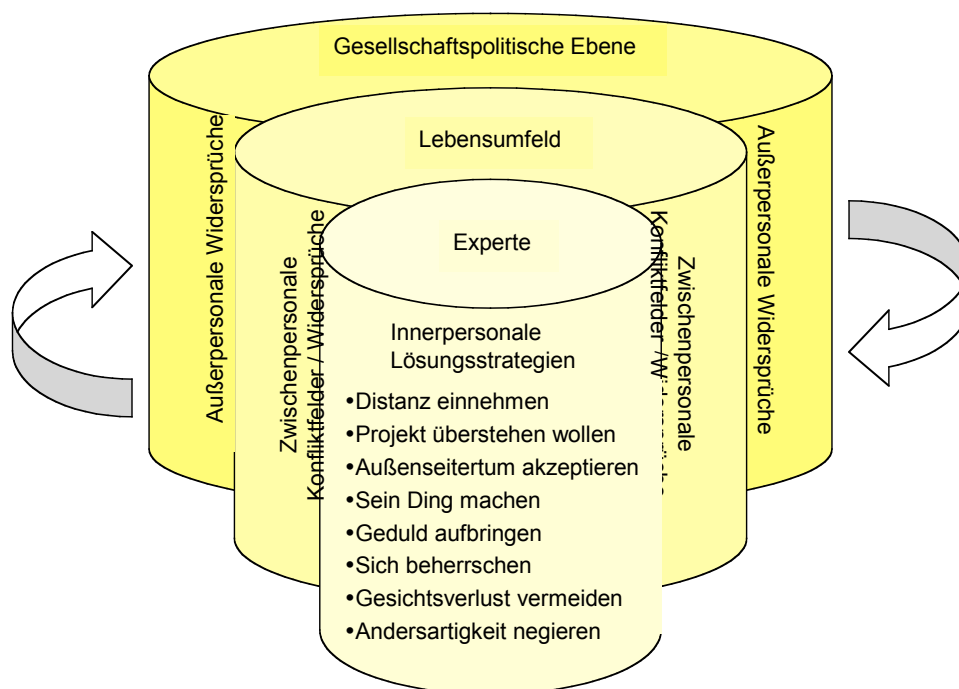 Gesellschaftspolitische Ebene
Lebensumfeld
Experte
Außerpersonale Widersprüche
Zwischenpersonale
Konfliktfelder / Widersprüche
Innerpersonale
Lösungsstrategien
•Distanz einnehmen
•Projekt überstehen wollen
•Außenseitertum akzeptieren
•Sein Ding machen
•Geduld aufbringen
•Sich beherrschen
•Gesichtsverlust vermeiden
•Andersartigkeit negieren
Zwischenpersonale
Konfliktfelder /Widersprüche
Außerpersonale Widersprüche